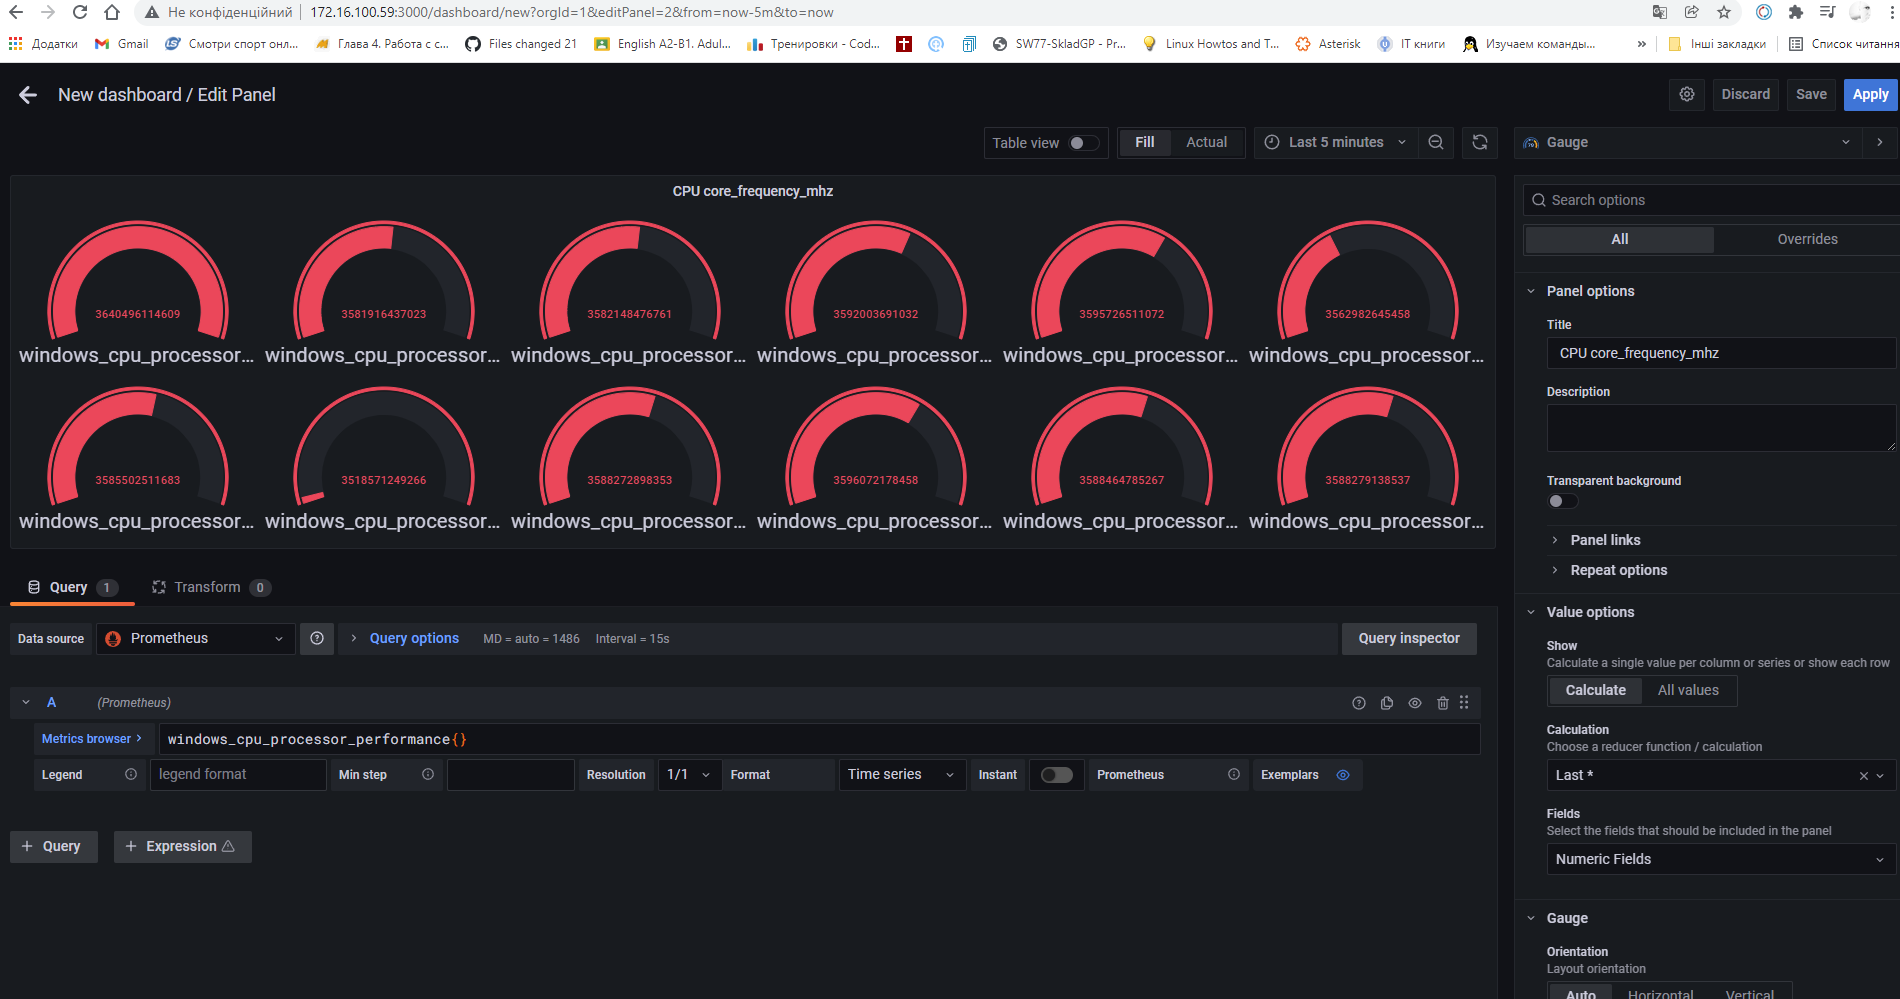 Не конфіденційний
172.16.100.59:3000/dashboard/new?orgId=1&editPanel=2&from=now-5m&to=now
Додатки
Gmail
Смотри спорт онл...
Глава 4. Работа с с...
Files changed 21
English A2-B1. Adul...
Тренировки - Cod...
SW77-SkladGP - Pr...
Linux Howtos and T...
Asterisk
IT книги
Изучаем команды...
»
Інші закладки
Список читання
New dashboard / Edit Panel
Discard
Save
Apply
Table view
Fill
Actual
Last 5 minutes
Gauge
CPU core_frequency_mhz
3640496114609
3581916437023
3582148476761
3592003691032
3595726511072
3562982645458
windows_cpu_processor...
windows_cpu_processor...
windows_cpu_processor...
windows_cpu_processor...
windows_cpu_processor...
windows_cpu_processor...
3585502511683
3518571249266
3588272898353
3596072178458
3588464785267
3588279138537
windows_cpu_processor...
windows_cpu_processor...
windows_cpu_processor...
windows_cpu_processor...
windows_cpu_processor...
windows_cpu_processor...
Query 1
Transform 0
Data source
Prometheus
Query options
MD = auto = 1486
Interval = 15s
Query inspector
A
(Prometheus)
Metrics browser
windows_cpu_processor_performance{}
Legend
legend format
Min step
Resolution
1/1
Format
Time series
Instant
Prometheus
Exemplars
+ Query
+ Expression
Search options
All
Overrides
Panel options
Title
CPU core_frequency_mhz
Description
Transparent background
Panel links
Repeat options
Value options
Show
Calculate a single value per column or series or show each row
Calculate
All values
Calculation
Choose a reducer function / calculation
Last *
Fields
Select the fields that should be included in the panel
Numeric Fields
Gauge
Orientation
Layout orientation
Auto
Horizontal
Vertical